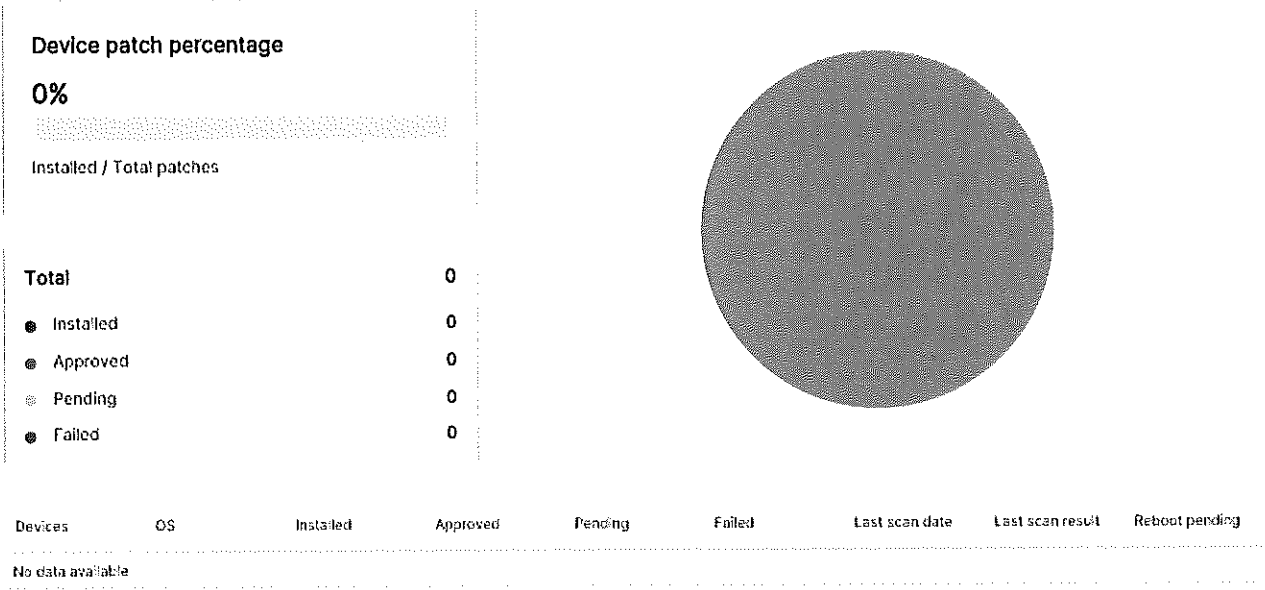 Device patch percentage
0%
Installed / Total patches
Total 0
Installed 0
Approved 0
Pending 0
Failed 0
Devices OS Installed Approved Pending Failed Last scan date Last scan result Reboot pending
No data available